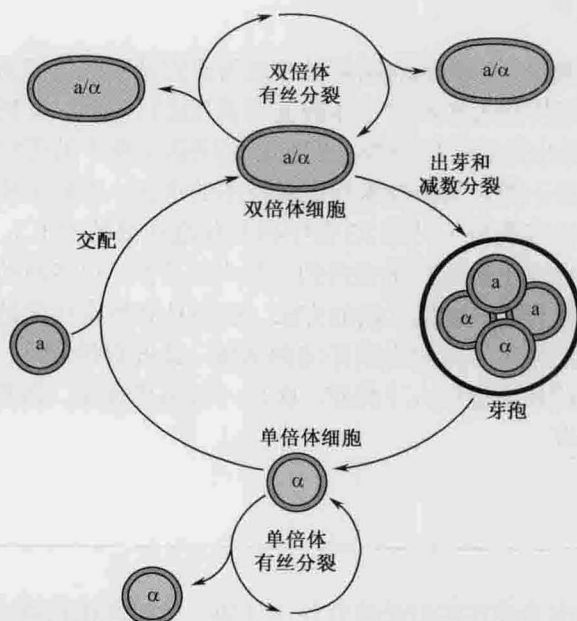 a/α
双倍体
有丝分裂
a/α
a/α
双倍体细胞
出芽和
减数分裂
交配
a
a
α
a
α
芽孢
单倍体细胞
α
单倍体
有丝分裂
α